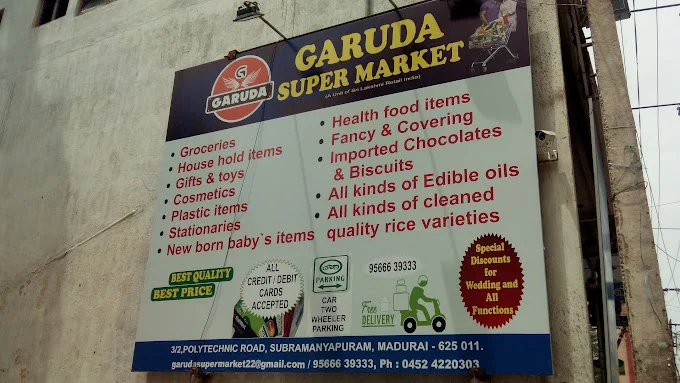 G
GARUDA
GARUDA
SUPER MARKET
(A Unit of Sri Lakshmi Retail India)
• Groceries
• House hold items
• Gifts & toys
• Cosmetics
• Plastic items
• Stationaries
• New born baby`s items
• Health food items
• Fancy & Covering
• Imported Chocolates
& Biscuits
• All kinds of Edible oils
• All kinds of cleaned
quality rice varieties
BEST QUALITY
BEST PRICE
ALL
CREDIT / DEBIT
CARDS
ACCEPTED
PARKING
CAR
TWO
WHEELER
PARKING
95666 39333
Free
DELIVERY
Special
Discounts
for
Wedding and
All
Functions
3/2,POLYTECHNIC ROAD, SUBRAMANYAPURAM, MADURAI - 625 011.
garudasupermarket22@gmail.com / 95666 39333, Ph : 0452 4220303